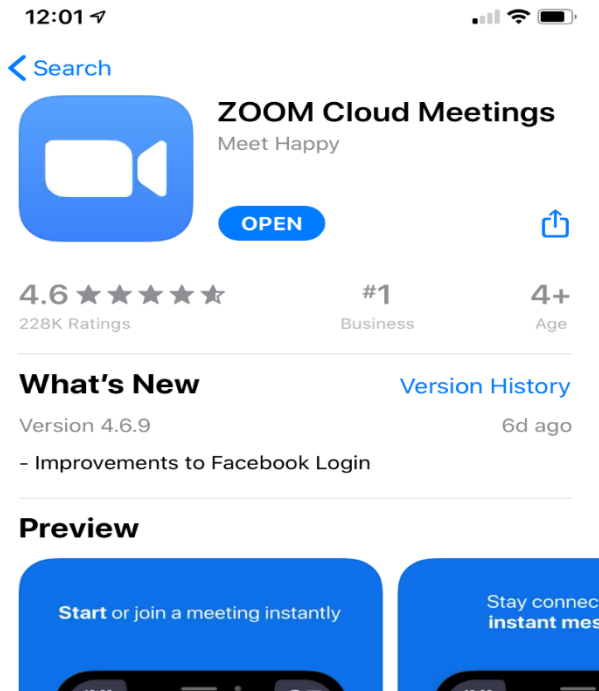 12:01
Search
ZOOM Cloud Meetings
Meet Happy
OPEN
4.6
#1
4+
228K Ratings
Business
Age
What's New
Version History
Version 4.6.9
6d ago
- Improvements to Facebook Login
Preview
Start or join a meeting instantly
Stay connec
instant mes